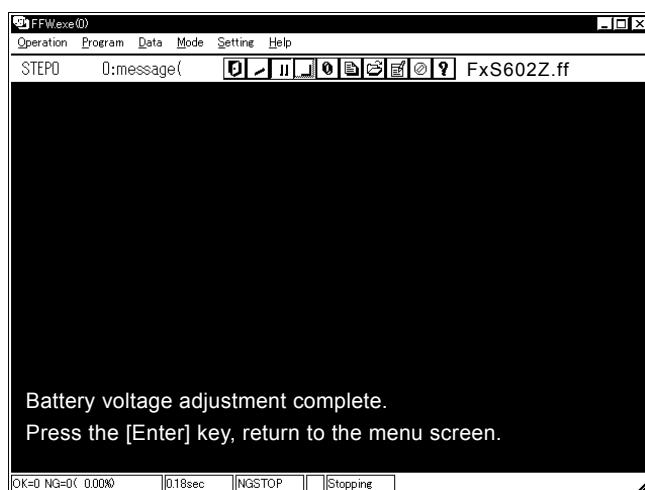 FFW.exe(0)
Operation Program Data Mode Setting Help
STEP0 0:message( FxS602Z.ff
Battery voltage adjustment complete.
Press the [Enter] key, return to the menu screen.
OK=0 NG=0( 0.00%) 0.18sec NGSTOP Stopping